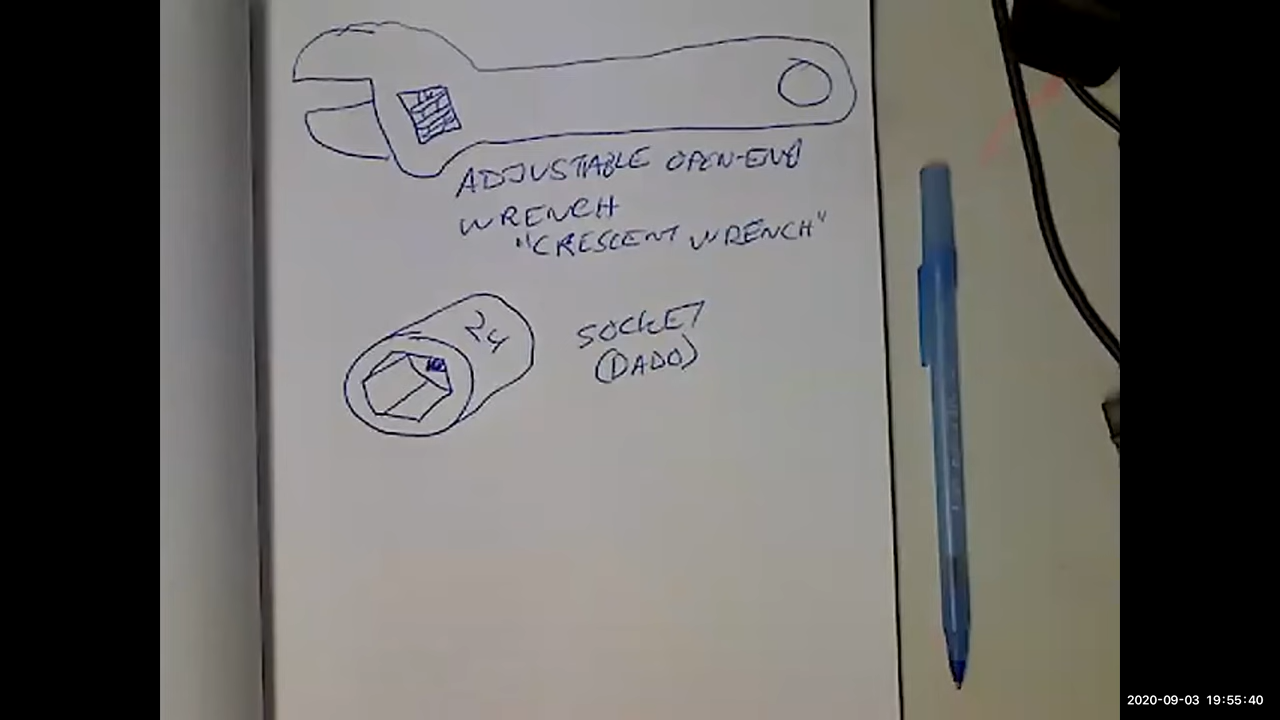 ADJUSTABLE OPEN-END
WRENCH
"CRESCENT WRENCH"
24
SOCKET
(DADO)
2020-09-03 19:55:40